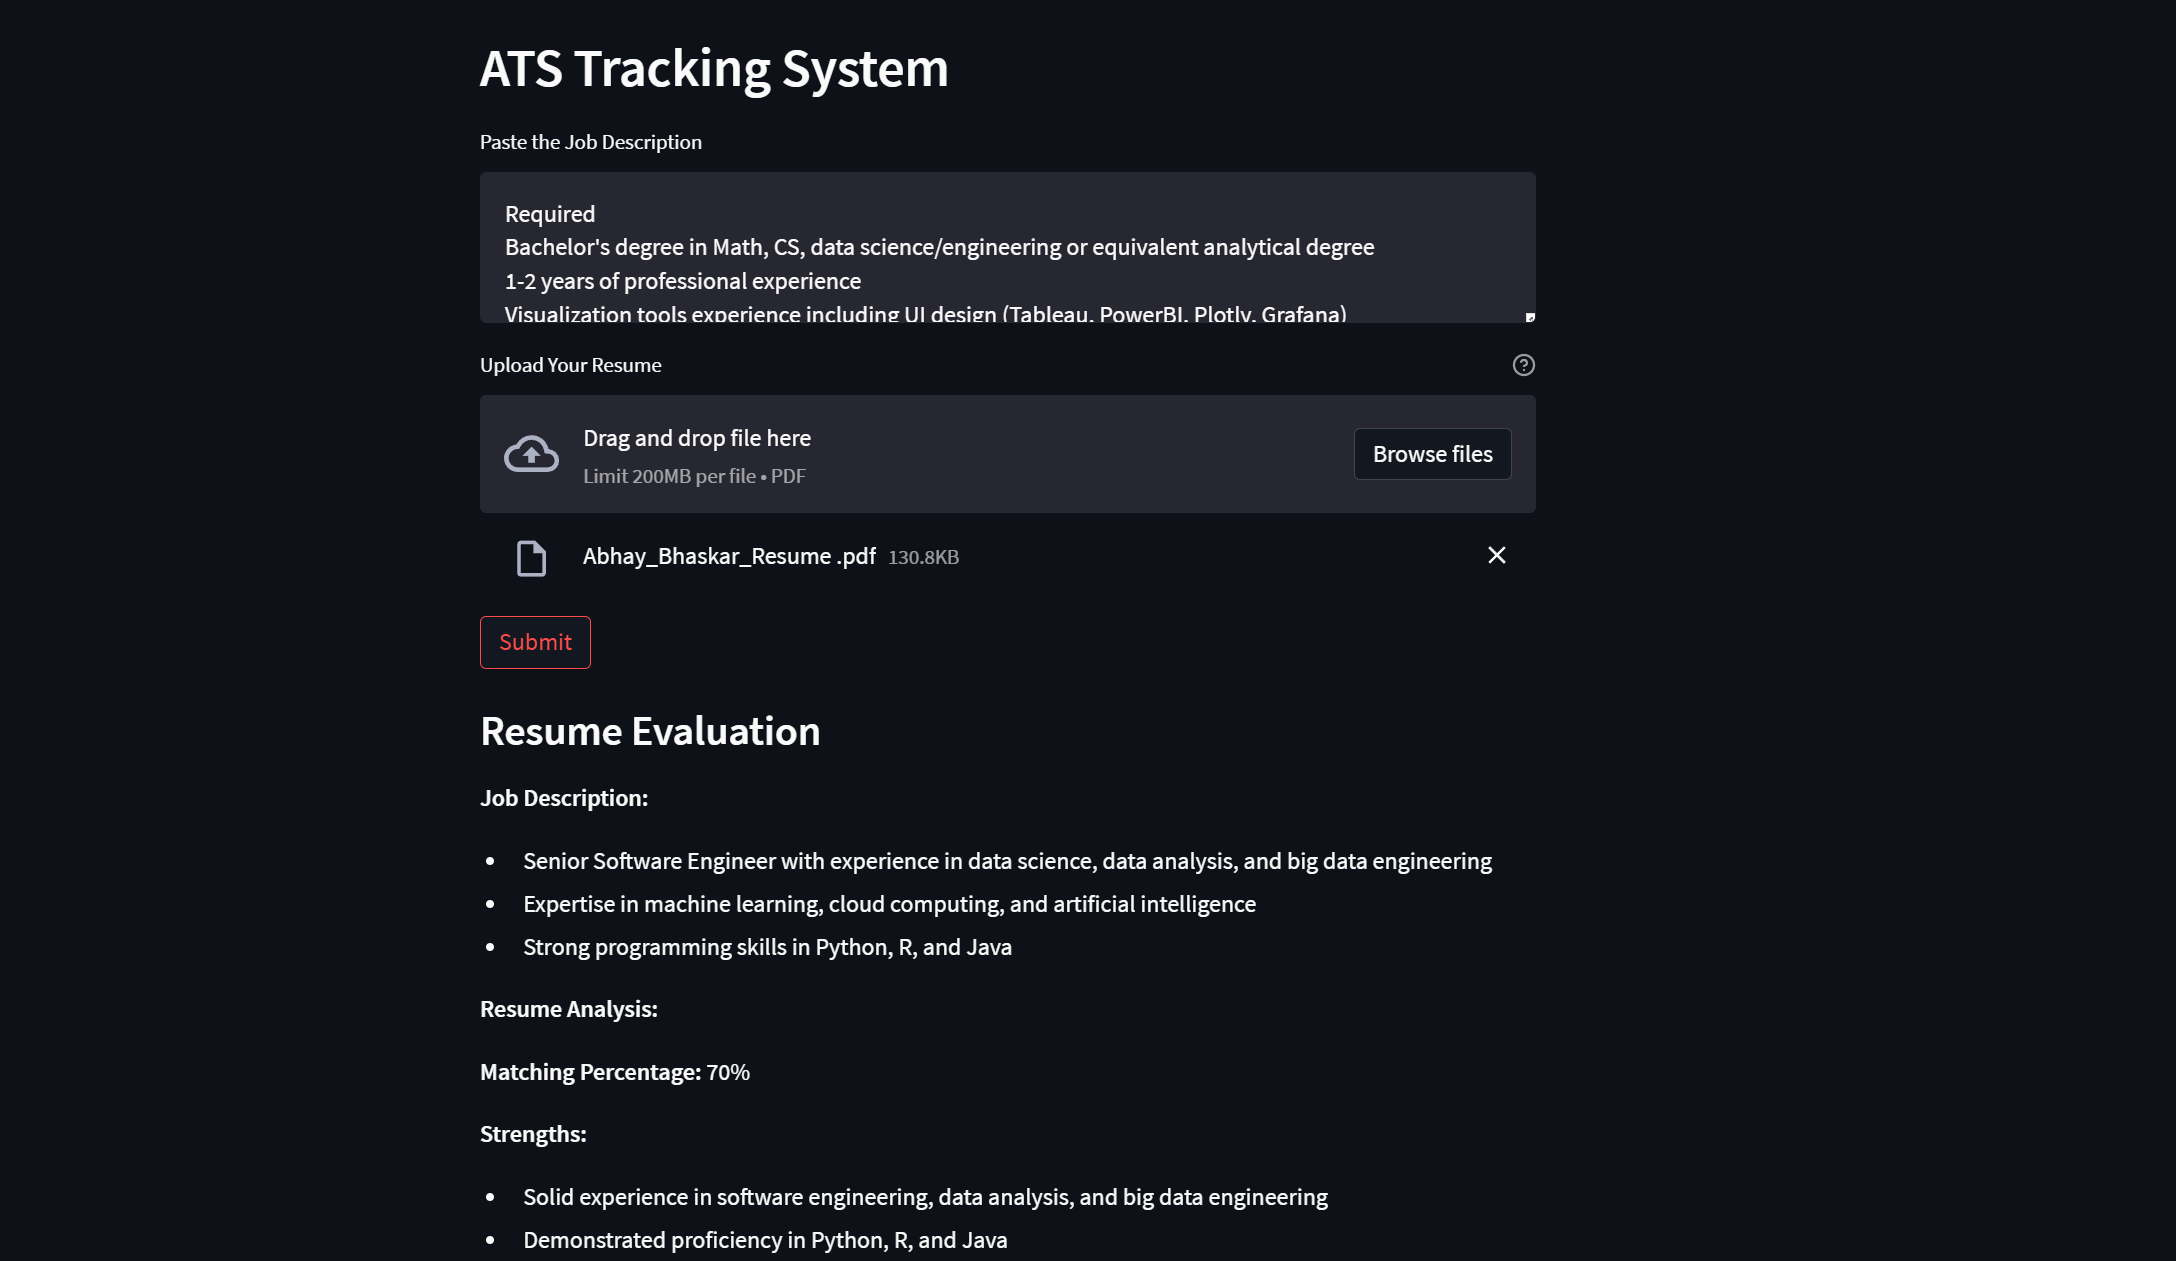 ATS Tracking System
Paste the Job Description
Required
Bachelor's degree in Math, CS, data science/engineering or equivalent analytical degree
1-2 years of professional experience
Visualization tools experience including UI design (Tableau, PowerBI, Plotly, Grafana)
Upload Your Resume
Drag and drop file here
Limit 200MB per file • PDF
Browse files
Abhay_Bhaskar_Resume .pdf 130.8KB
Submit
Resume Evaluation
Job Description:
• Senior Software Engineer with experience in data science, data analysis, and big data engineering
• Expertise in machine learning, cloud computing, and artificial intelligence
• Strong programming skills in Python, R, and Java
Resume Analysis:
Matching Percentage: 70%
Strengths:
• Solid experience in software engineering, data analysis, and big data engineering
• Demonstrated proficiency in Python, R, and Java